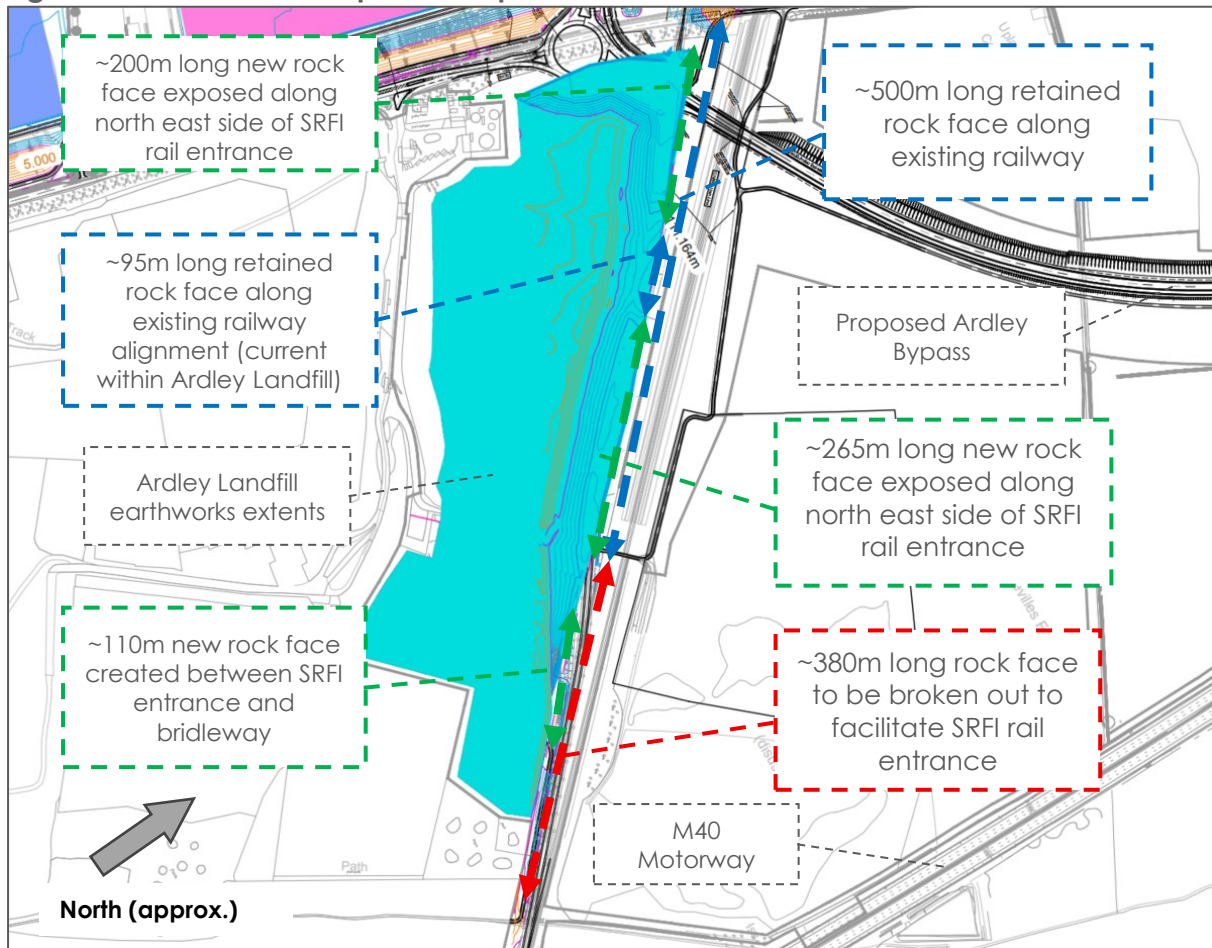 ~200m long new rock
face exposed along
north east side of SRFI
rail entrance
~500m long retained
rock face along
existing railway
5.000
~95m long retained
rock face along
existing railway
alignment (current
within Ardley Landfill)
164m
Track
Proposed Ardley
Bypass
Ardley Landfill
earthworks extents
~265m long new rock
face exposed along
north east side of SRFI
rail entrance
~110m new rock face
created between SRFI
entrance and
bridleway
~380m long rock face
to be broken out to
facilitate SRFI rail
entrance
M40
Motorway
Path
North (approx.)